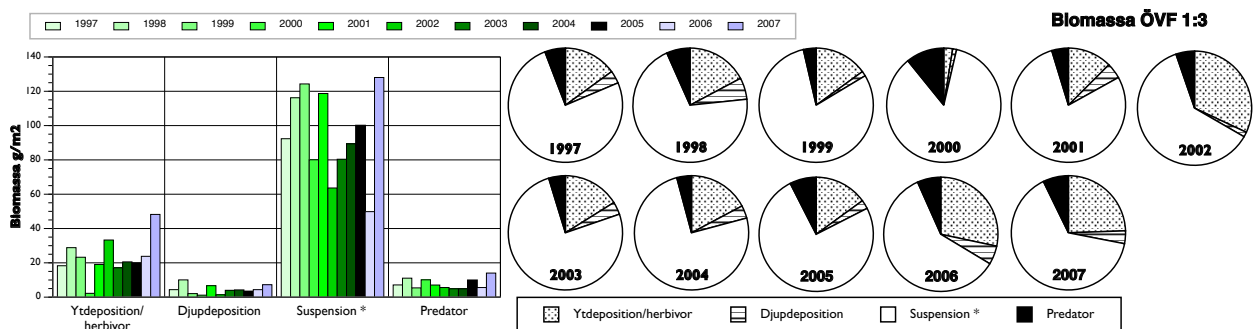 1997 1998 1999 2000 2001 2002 2003 2004 2005 2006 2007
Biomassa ÖVF 1:3
Biomassa g/m2
140
120
100
80
60
40
20
0
Ytdeposition/
herbivor
Djupdeposition
Suspension *
Predator
1997
1998
1999
2000
2001
2002
2003
2004
2005
2006
2007
Ytdeposition/herbivor Djupdeposition Suspension * Predator